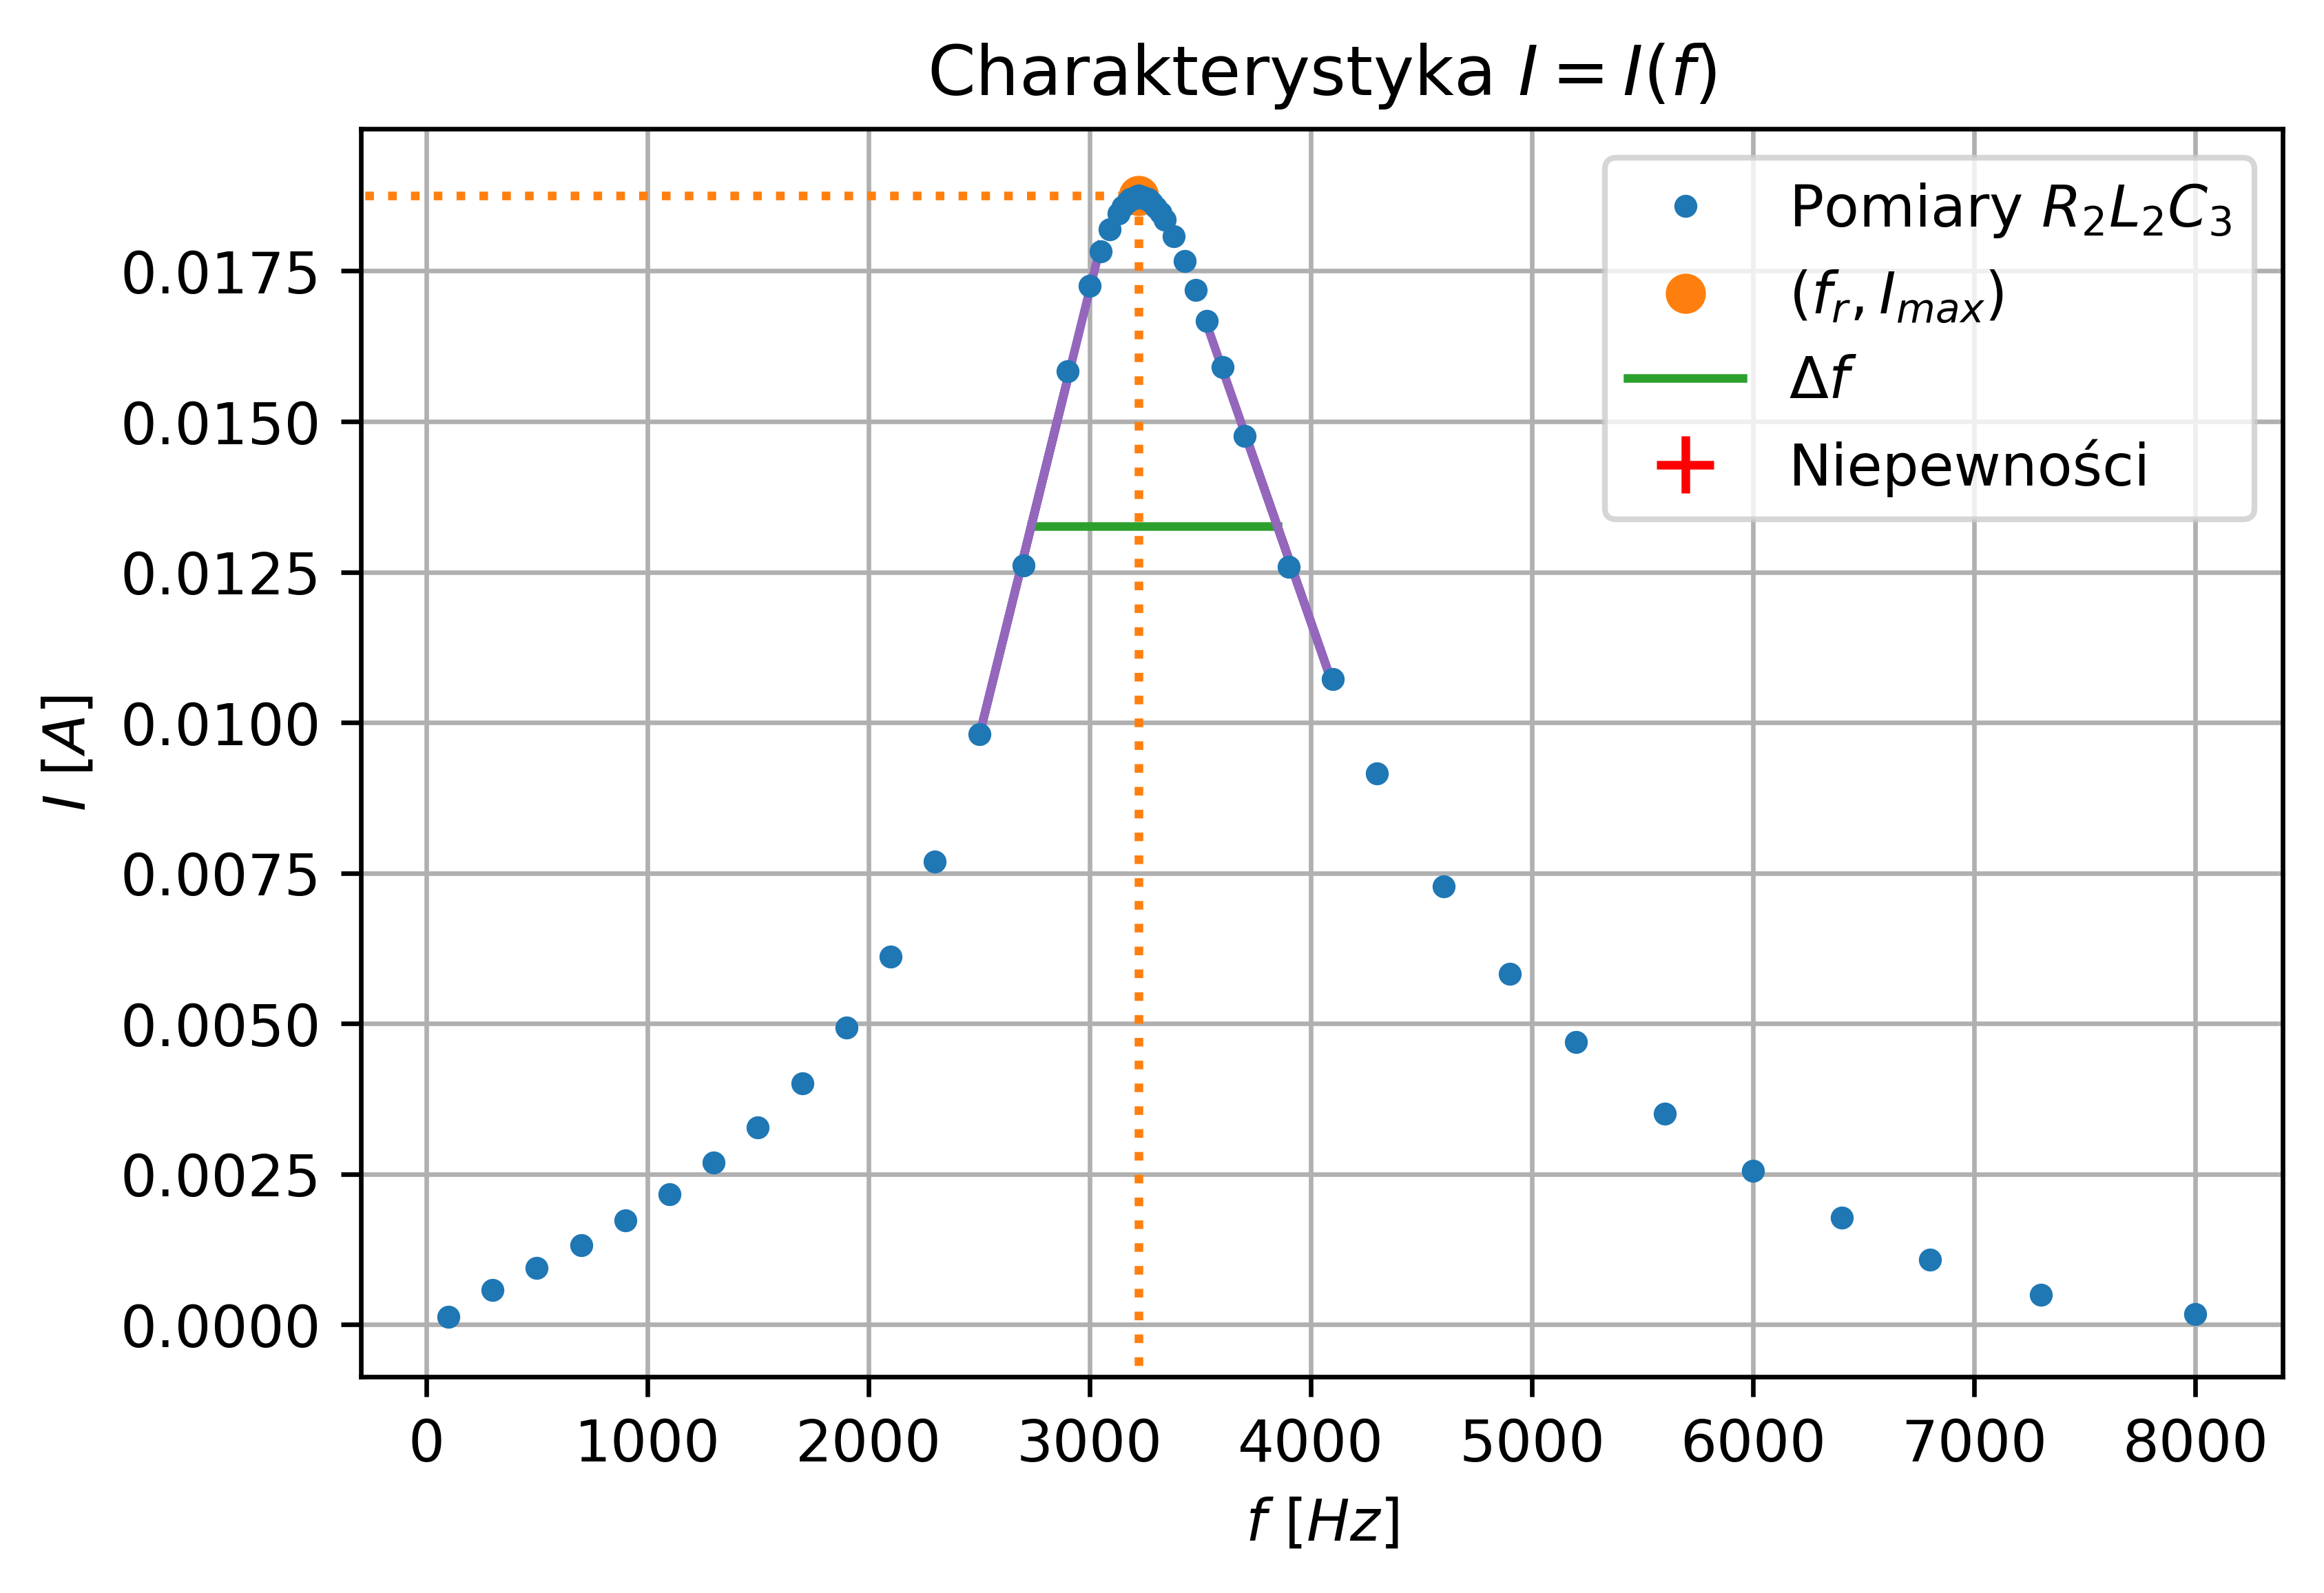 Charakterystyka I = I(f)
Pomiary R₂L₂C₃
(fᵣ, Iₘₐₓ)
Δf
Niepewności
0.0175
0.0150
0.0125
0.0100
0.0075
0.0050
0.0025
0.0000
I [A]
0 1000 2000 3000 4000 5000 6000 7000 8000
f [Hz]